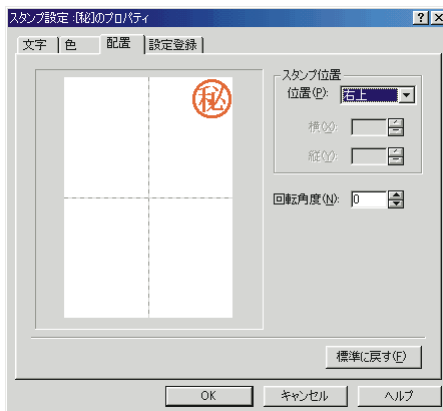 スタンプ設定:[秘]のプロパティ
文字 色 配置 設定登録
秘
スタンプ位置
位置(P): 右上
横(X):
縦(Y):
回転角度(N): 0
標準に戻す(F)
OK キャンセル ヘルプ